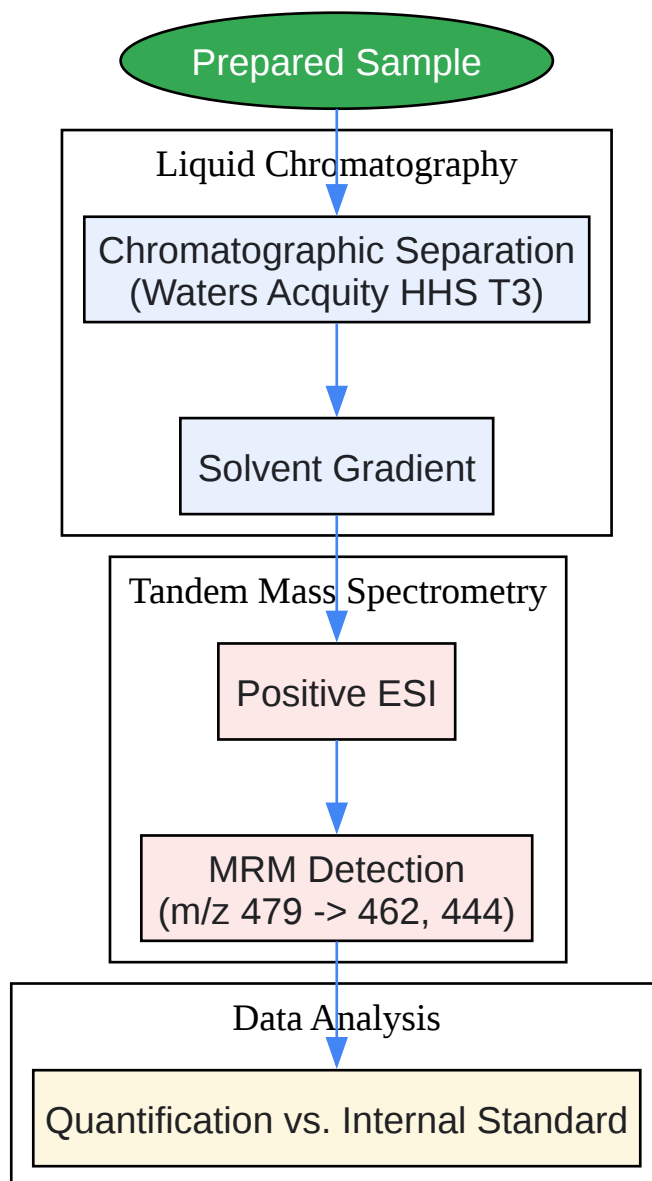 Prepared Sample
Liquid Chromatography
Chromatographic Separation
(Waters Acquity HHS T3)
Solvent Gradient
Tandem Mass Spectrometry
Positive ESI
MRM Detection
(m/z 479 -> 462, 444)
Data Analysis
Quantification vs. Internal Standard